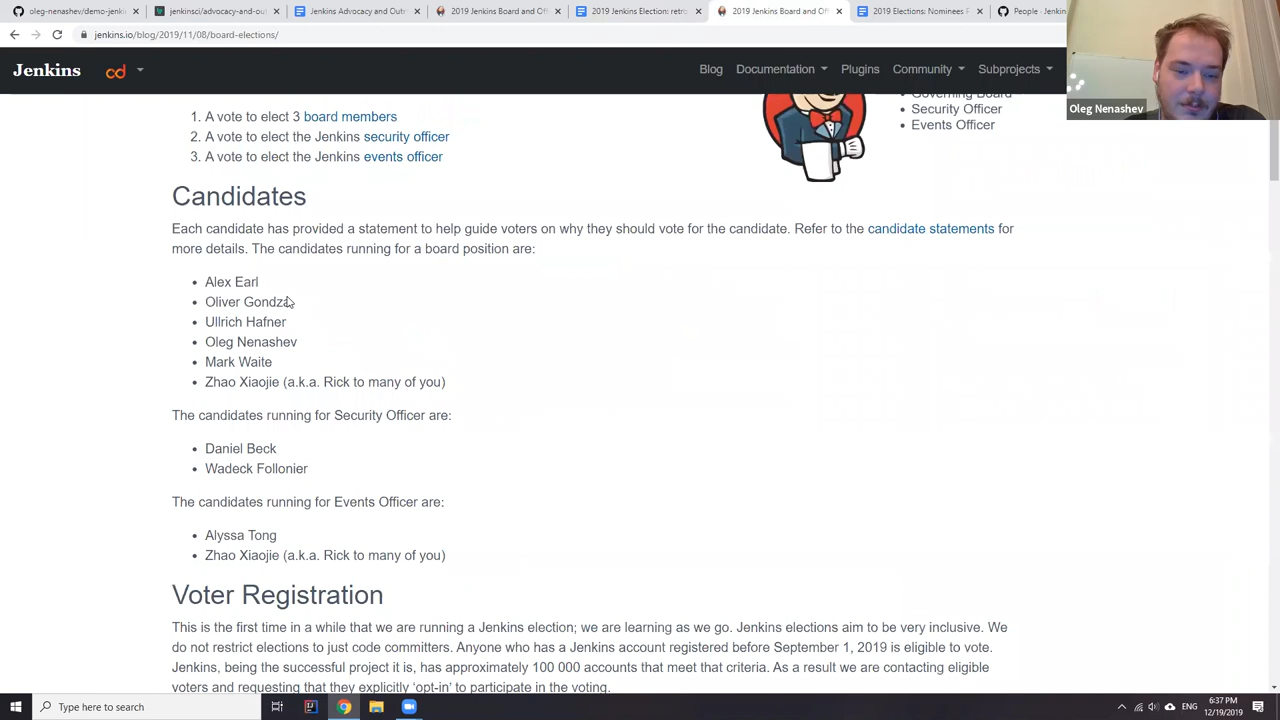 oleg-nenashev/demo-jenk
jenkinsci/advocacy-and-out
Jenkins Advocacy and Outr
2019 Jenkins Board and Off
2019 Jenkins Election: retro
2019 Jenkins Board and Off
2019 Elections: Nominees P
People · Jenkin
jenkins.io/blog/2019/11/08/board-elections/
Jenkins
cd
Blog
Documentation
Plugins
Community
Subprojects
Oleg Nenashev
1. A vote to elect 3 board members
2. A vote to elect the Jenkins security officer
3. A vote to elect the Jenkins events officer
Governing Board
• Security Officer
• Events Officer
Candidates
Each candidate has provided a statement to help guide voters on why they should vote for the candidate. Refer to the candidate statements for
more details. The candidates running for a board position are:
• Alex Earl
• Oliver Gondža
• Ullrich Hafner
• Oleg Nenashev
• Mark Waite
• Zhao Xiaojie (a.k.a. Rick to many of you)
The candidates running for Security Officer are:
• Daniel Beck
• Wadeck Follonier
The candidates running for Events Officer are:
• Alyssa Tong
• Zhao Xiaojie (a.k.a. Rick to many of you)
Voter Registration
This is the first time in a while that we are running a Jenkins election; we are learning as we go. Jenkins elections aim to be very inclusive. We
do not restrict elections to just code committers. Anyone who has a Jenkins account registered before September 1, 2019 is eligible to vote.
Jenkins, being the successful project it is, has approximately 100 000 accounts that meet that criteria. As a result we are contacting eligible
voters and requesting that they explicitly 'opt-in' to participate in the voting.
Type here to search
ENG
6:37 PM
12/19/2019